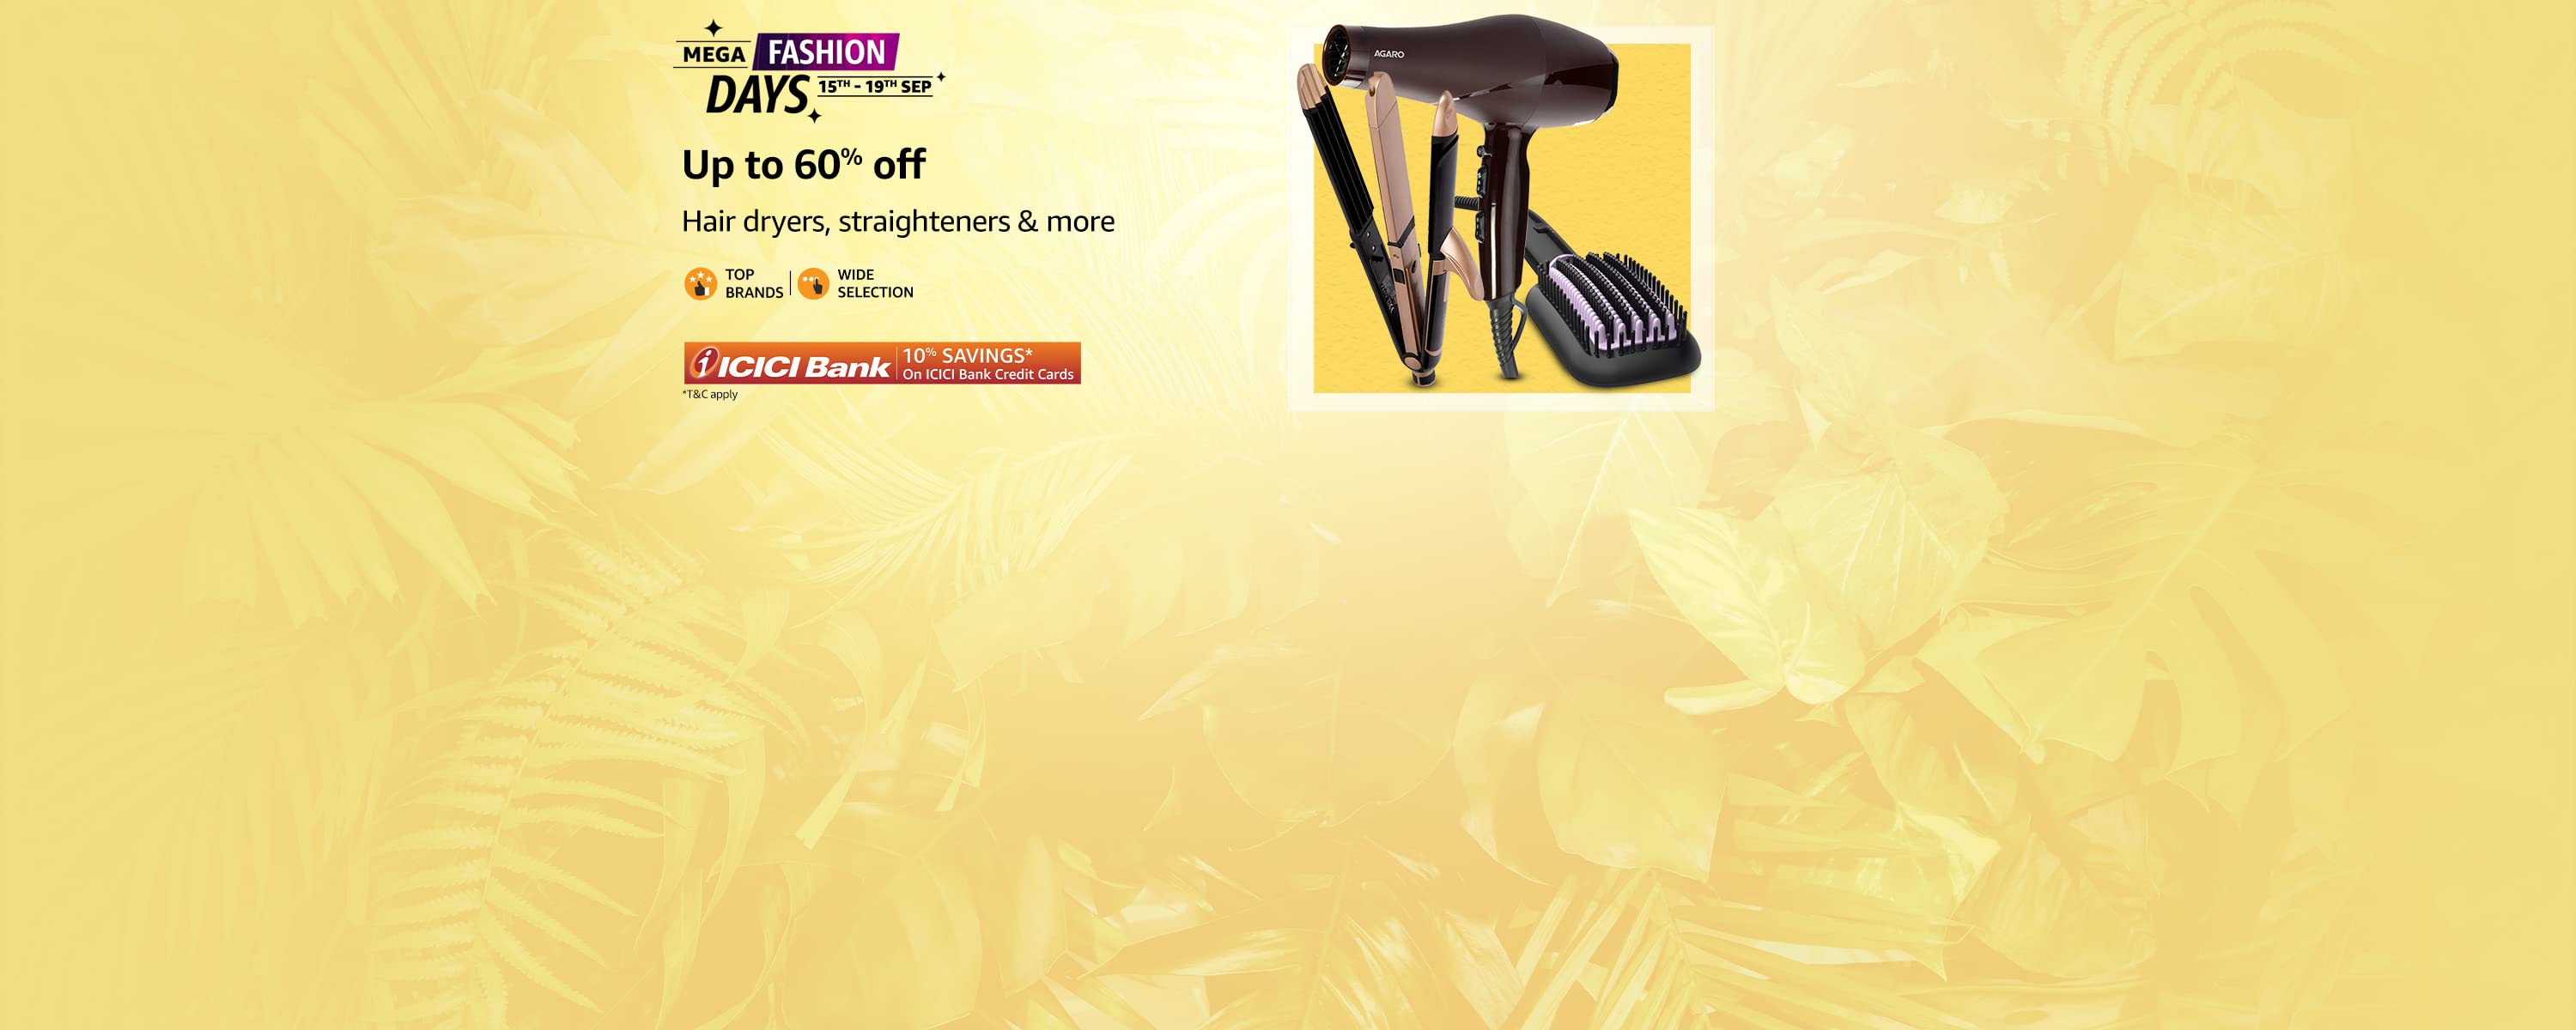 MEGA FASHION
DAYS 15TH - 19TH SEP
Up to 60% off
Hair dryers, straighteners & more
TOP
BRANDS
WIDE
SELECTION
ICICI Bank
10% SAVINGS*
On ICICI Bank Credit Cards
*T&C apply
AGARO